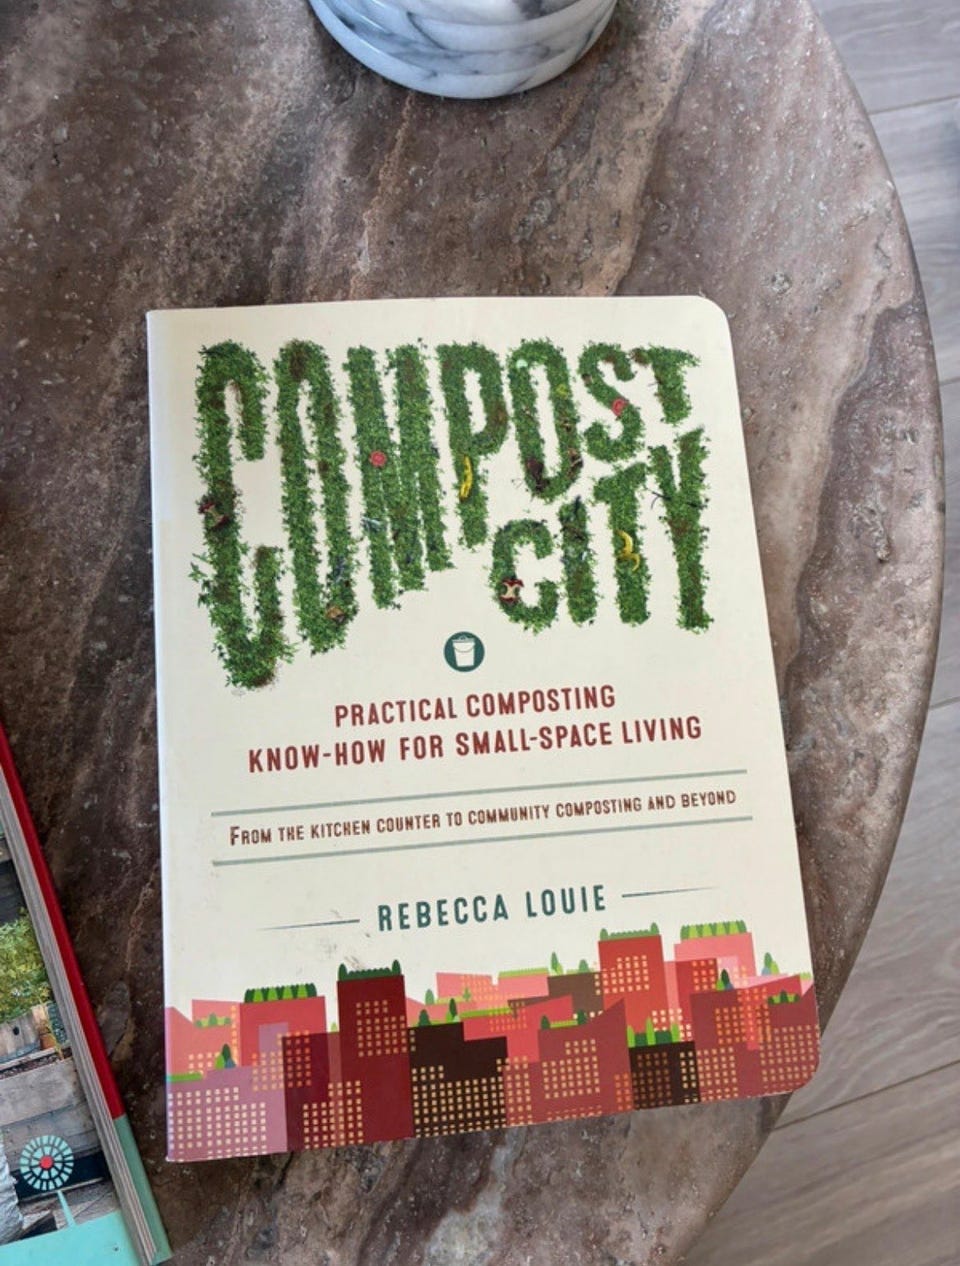 COMPOST
CITY
PRACTICAL COMPOSTING
KNOW-HOW FOR SMALL-SPACE LIVING
FROM THE KITCHEN COUNTER TO COMMUNITY COMPOSTING AND BEYOND
REBECCA LOUIE